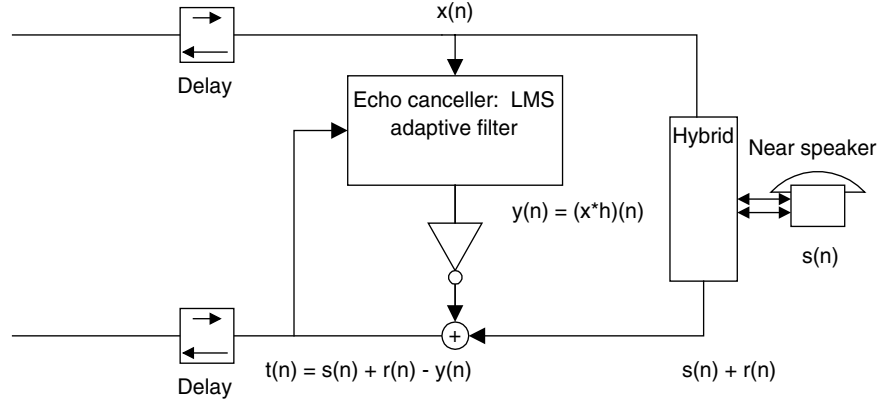 x(n)
Delay
Echo canceller: LMS
adaptive filter
Hybrid
Near speaker
y(n) = (x*h)(n)
s(n)
+
t(n) = s(n) + r(n) - y(n)
s(n) + r(n)
Delay